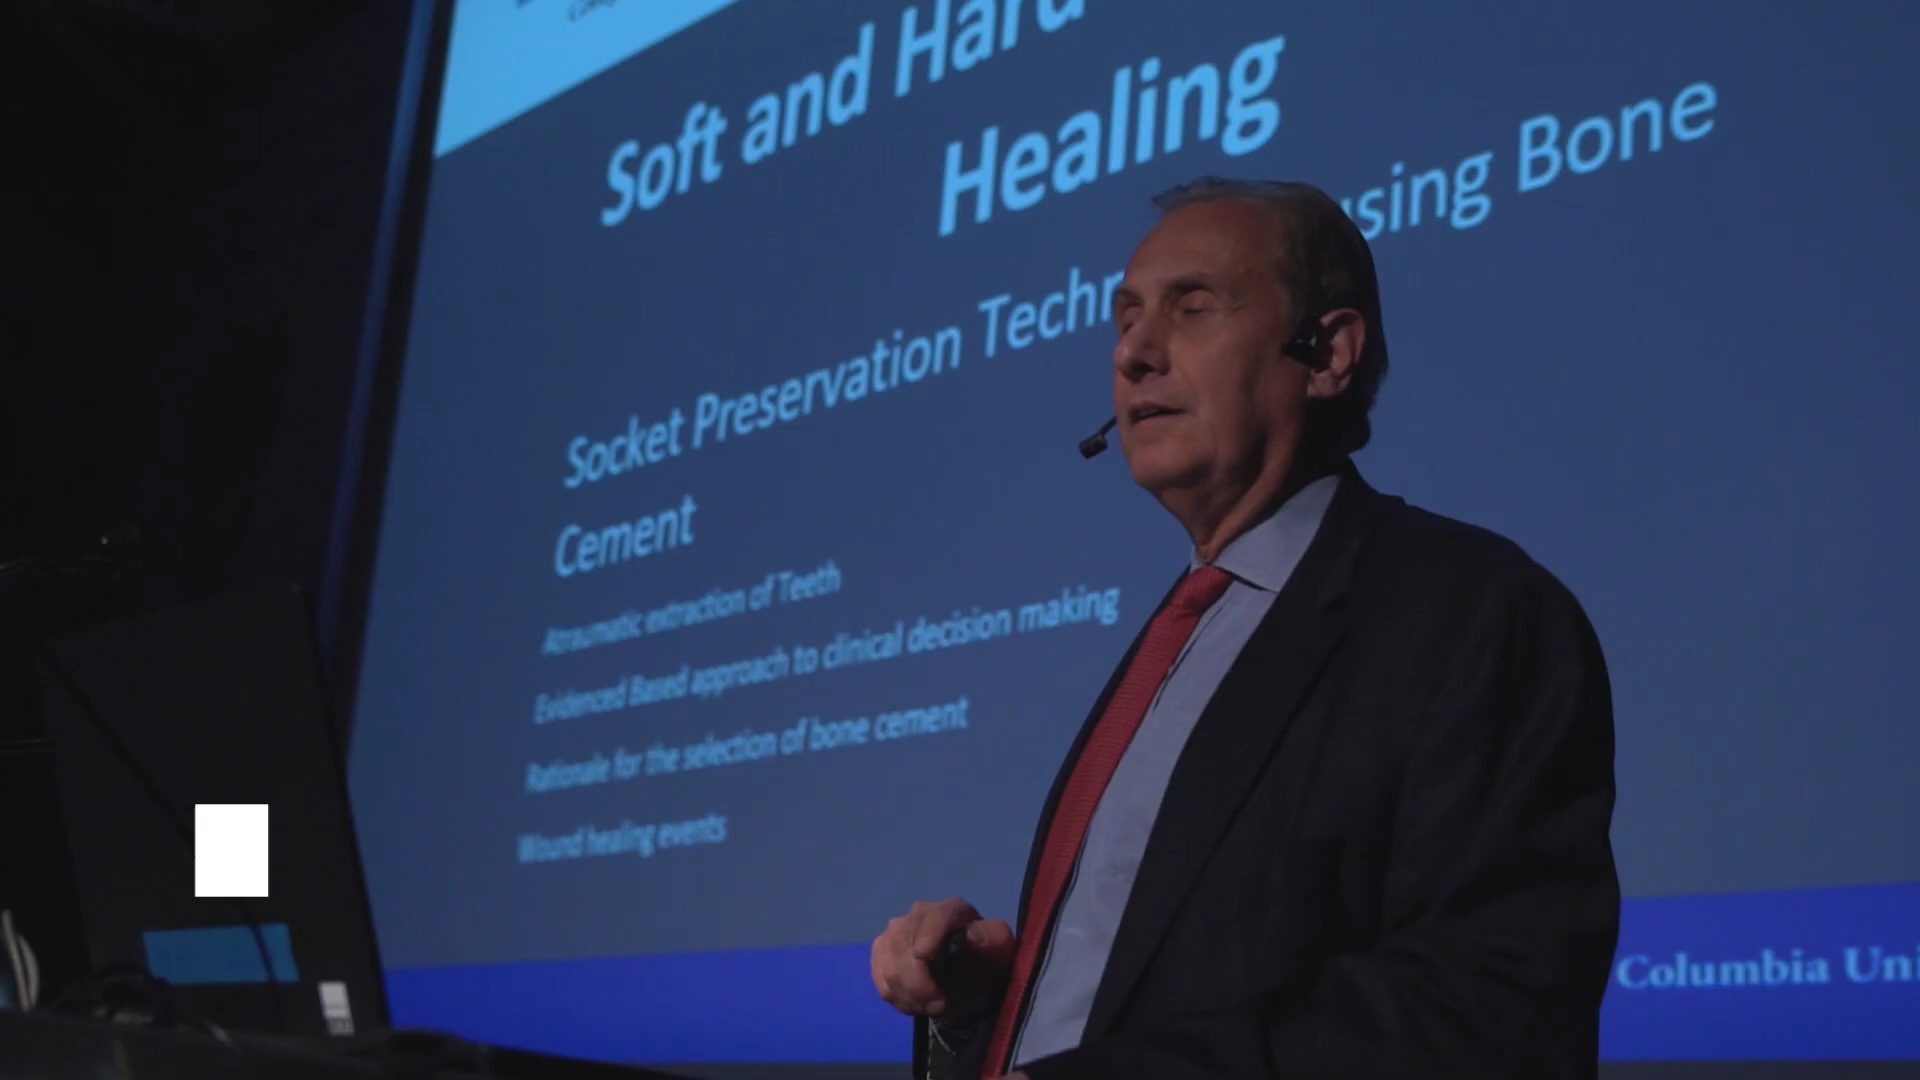 Soft and Hard
Healing
Socket Preservation Techn using Bone
Cement
Atraumatic extraction of Teeth
Evidenced Based approach to clinical decision making
Rationale for the selection of bone cement
Wound healing events
Columbia Uni